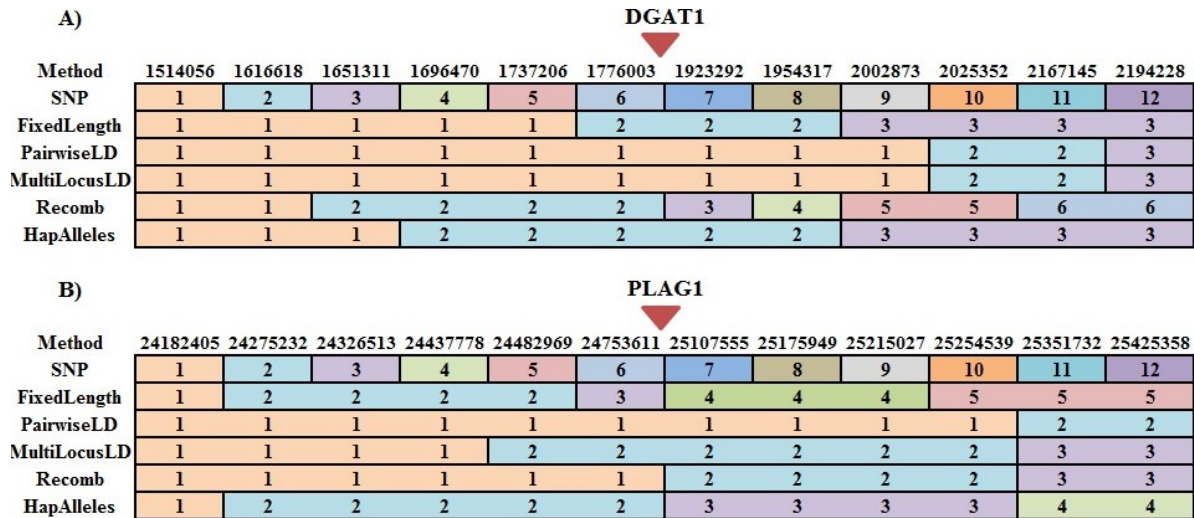 A)
DGAT1
Method 1514056 1616618 1651311 1696470 1737206 1776003 1923292 1954317 2002873 2025352 2167145 2194228
SNP 1 2 3 4 5 6 7 8 9 10 11 12
FixedLength 1 1 1 1 1 2 2 2 3 3 3 3
PairwiseLD 1 1 1 1 1 1 1 1 1 2 2 3
MultiLocusLD 1 1 1 1 1 1 1 1 1 2 2 3
Recomb 1 1 2 2 2 2 3 4 5 5 6 6
HapAlleles 1 1 1 2 2 2 2 2 3 3 3 3
B)
PLAG1
Method 24182405 24275232 24326513 24437778 24482969 24753611 25107555 25175949 25215027 25254539 25351732 25425358
SNP 1 2 3 4 5 6 7 8 9 10 11 12
FixedLength 1 2 2 2 2 3 4 4 4 5 5 5
PairwiseLD 1 1 1 1 1 1 1 1 1 1 2 2
MultiLocusLD 1 1 1 1 2 2 2 2 2 2 3 3
Recomb 1 1 1 1 1 1 2 2 2 2 3 3
HapAlleles 1 2 2 2 2 2 3 3 3 3 4 4